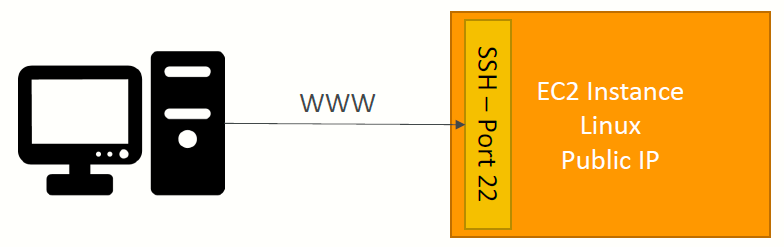 WWW
SSH – Port 22
EC2 Instance
Linux
Public IP